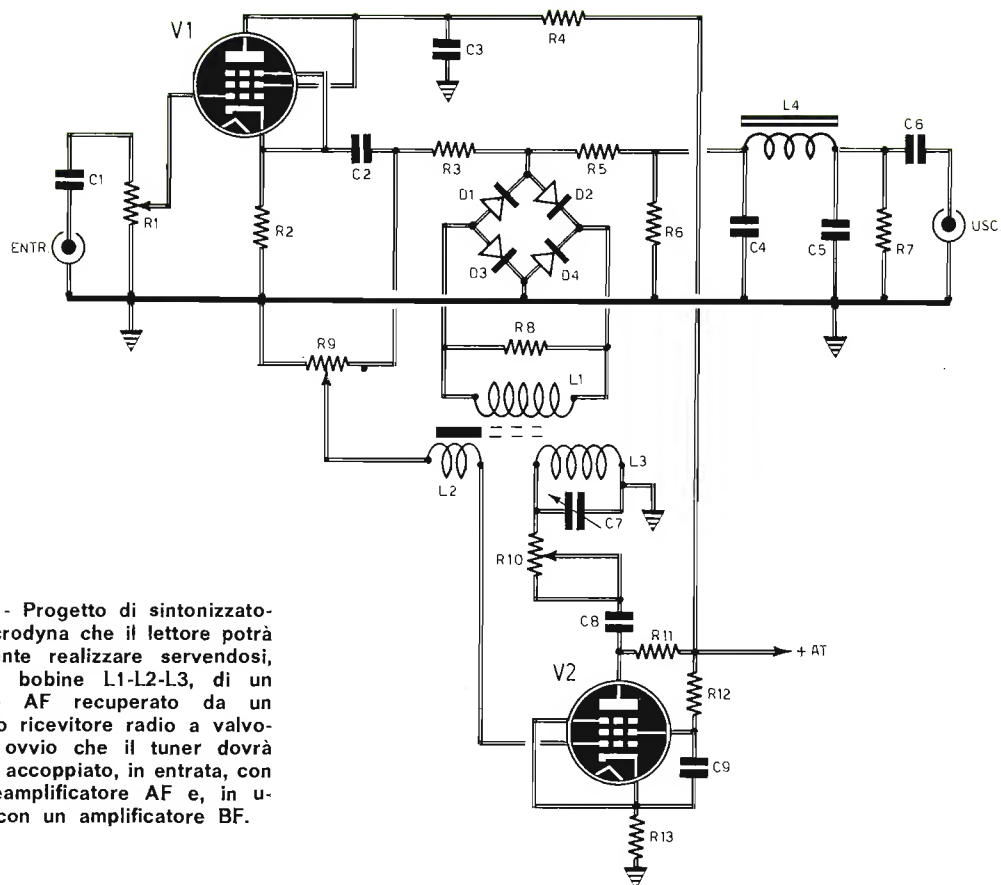 V1
R4
C3
L4
C6
C1
R1
ENTR
C2
R3
R5
R2
D1
D2
D3
D4
R6
C4
C5
R7
USC
R9
R8
L1
L2
L3
C7
R10
C8
R11
+ AT
V2
R12
C9
R13
- Progetto di sintonizzato-
crodyna che il lettore potrà
nte realizzare servendosi,
bobine L1-L2-L3, di un
AF recuperato da un
o ricevitore radio a valvo-
ovvio che il tuner dovrà
accoppiato, in entrata, con
eamplificatore AF e, in u-
con un amplificatore BF.